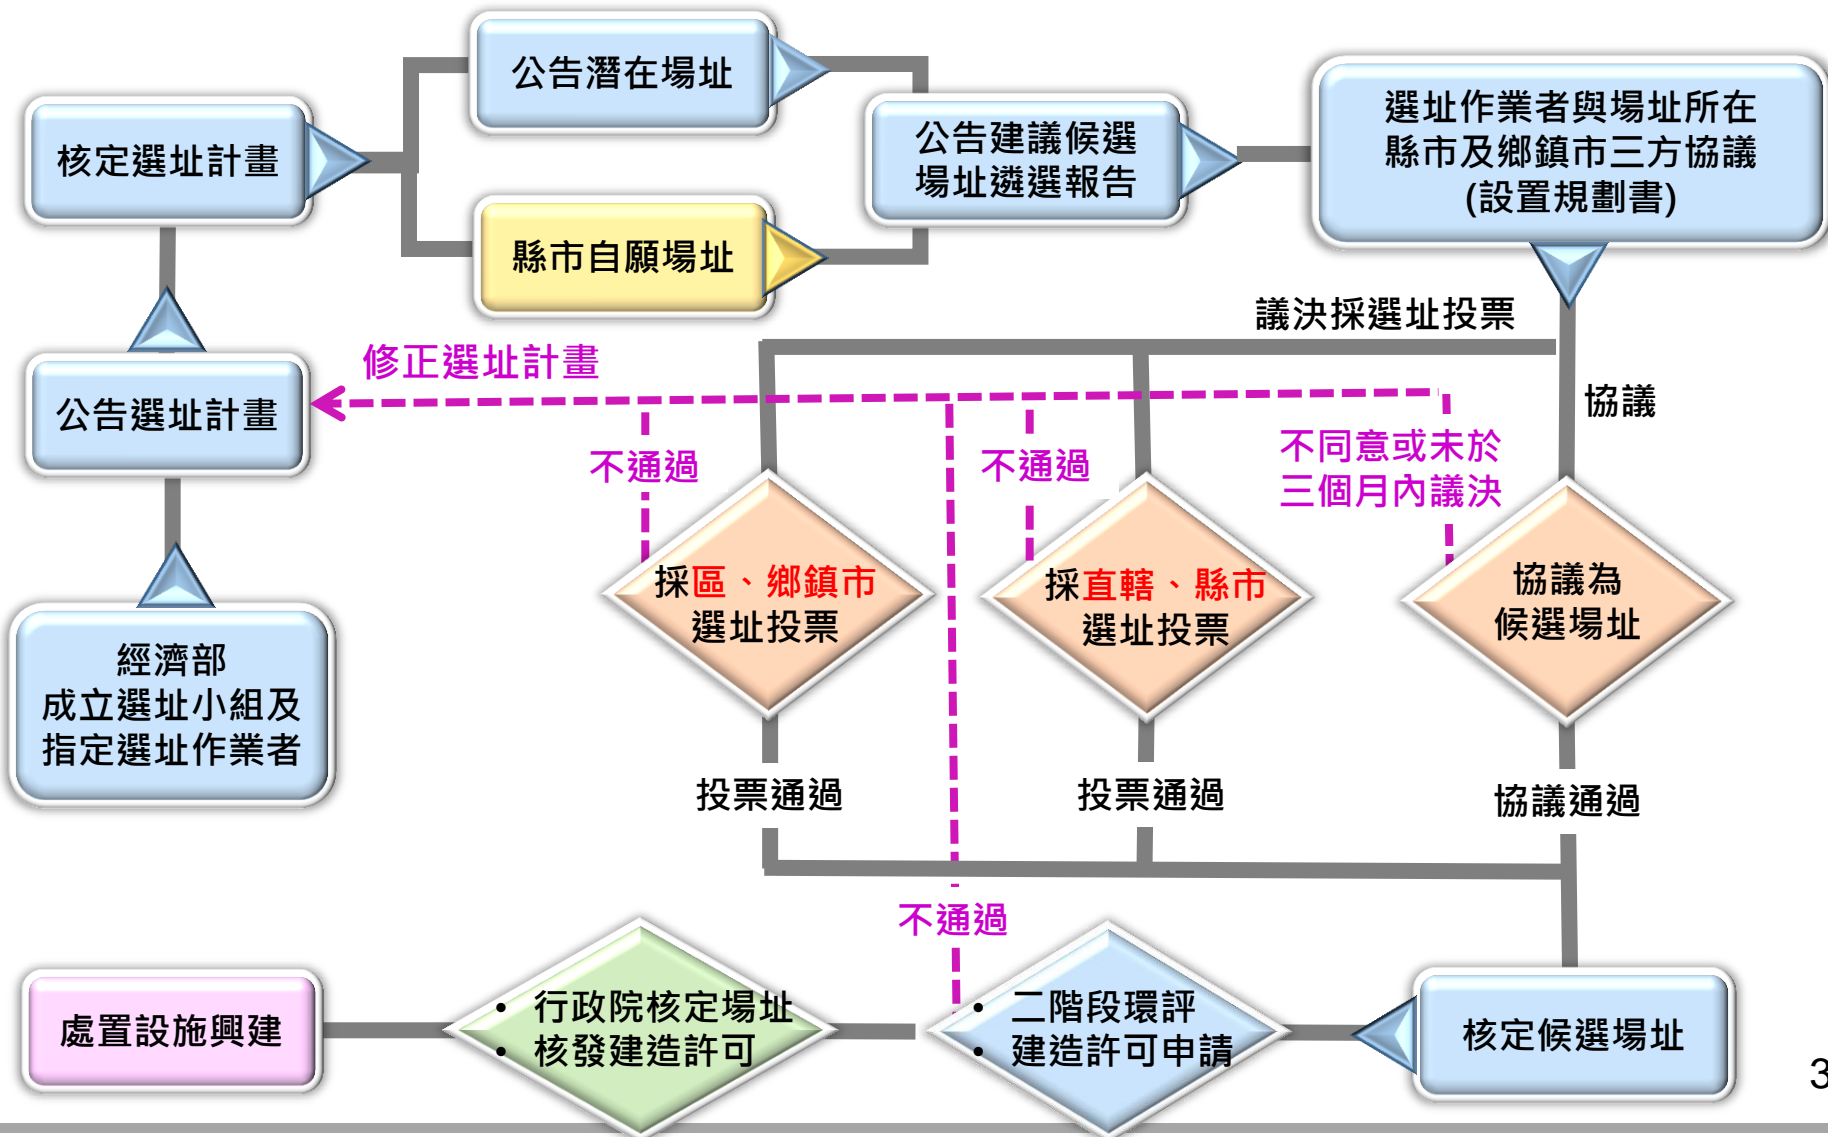 公告潛在場址
核定選址計畫
公告建議候選
場址遴選報告
選址作業者與場址所在
縣市及鄉鎮市三方協議
(設置規劃書)
縣市自願場址
議決採選址投票
修正選址計畫
公告選址計畫
協議
不通過
不通過
不同意或未於
三個月內議決
採區、鄉鎮市
選址投票
採直轄、縣市
選址投票
協議為
候選場址
經濟部
成立選址小組及
指定選址作業者
投票通過
投票通過
協議通過
不通過
處置設施興建
• 行政院核定場址
• 核發建造許可
• 二階段環評
• 建造許可申請
核定候選場址
3